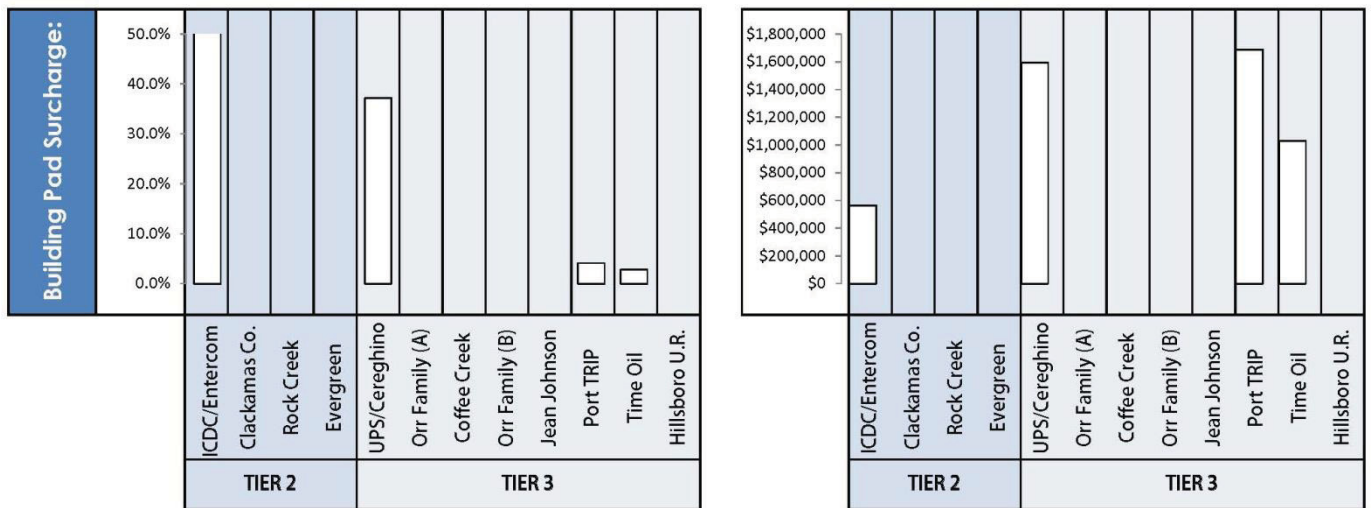 Building Pad Surcharge:
50.0%
40.0%
30.0%
20.0%
10.0%
0.0%
ICDC/Entercom
Clackamas Co.
Rock Creek
Evergreen
UPS/Cereghino
Orr Family (A)
Coffee Creek
Orr Family (B)
Jean Johnson
Port TRIP
Time Oil
Hillsboro U.R.
TIER 2
TIER 3
$1,800,000
$1,600,000
$1,400,000
$1,200,000
$1,000,000
$800,000
$600,000
$400,000
$200,000
$0
ICDC/Entercom
Clackamas Co.
Rock Creek
Evergreen
UPS/Cereghino
Orr Family (A)
Coffee Creek
Orr Family (B)
Jean Johnson
Port TRIP
Time Oil
Hillsboro U.R.
TIER 2
TIER 3